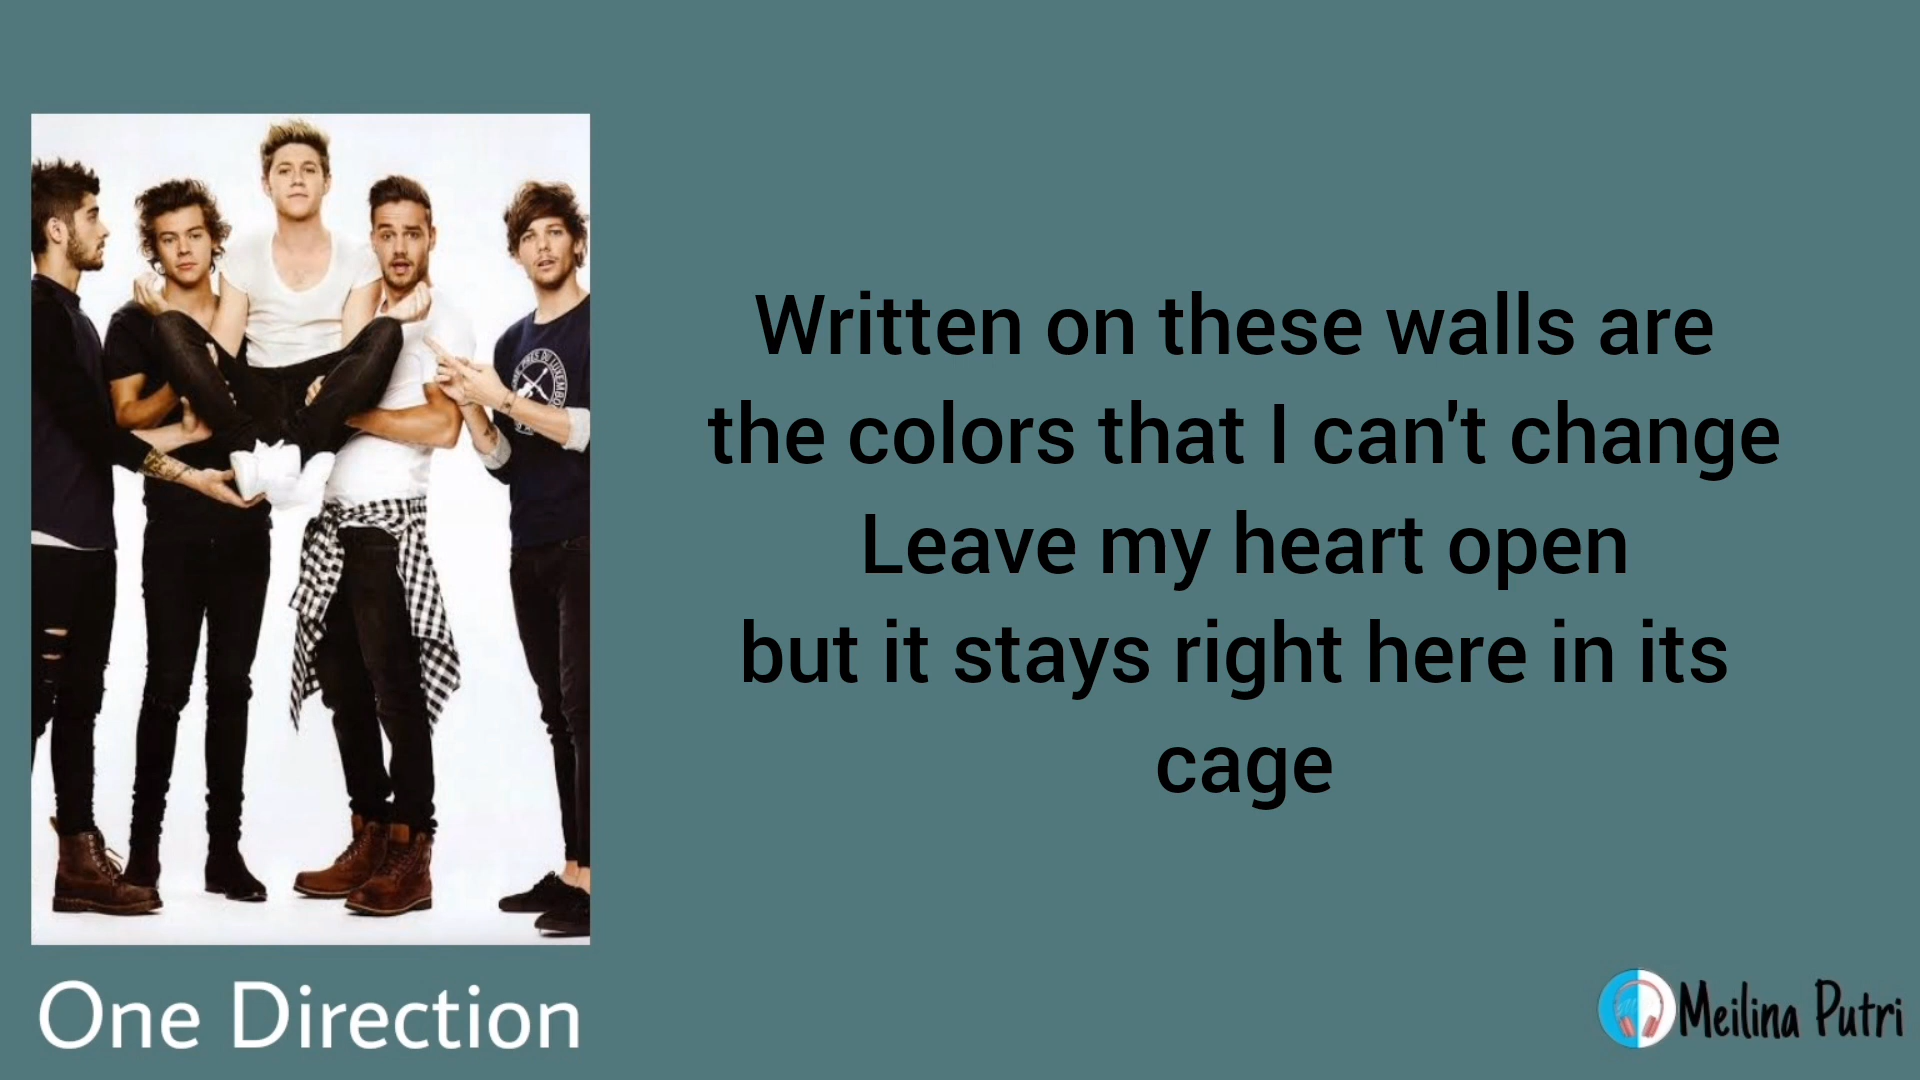 Written on these walls are
the colors that I can't change
Leave my heart open
but it stays right here in its
cage
One Direction
Meilina Putri